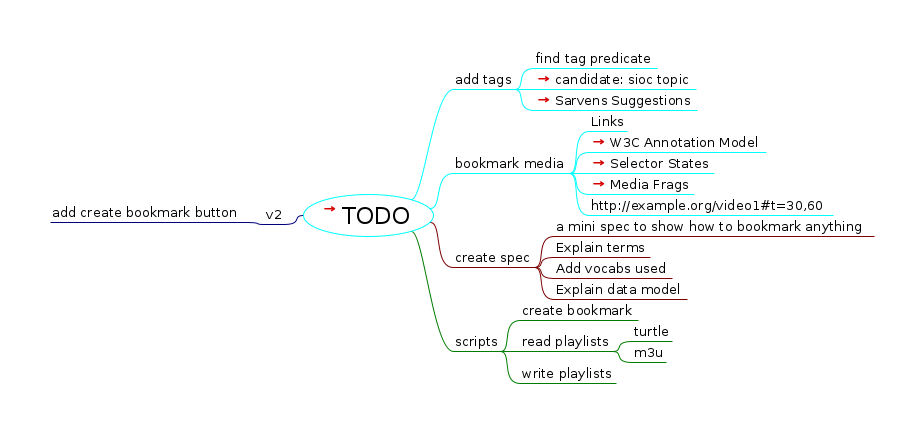 TODO
add tags
find tag predicate
candidate: sioc topic
Sarvens Suggestions
bookmark media
Links
W3C Annotation Model
Selector States
Media Frags
http://example.org/video1#t=30,60
create spec
a mini spec to show how to bookmark anything
Explain terms
Add vocabs used
Explain data model
scripts
create bookmark
read playlists
turtle
m3u
write playlists
v2
add create bookmark button